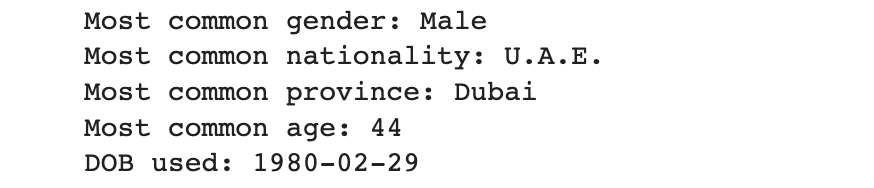 Most common gender: Male
Most common nationality: U.A.E.
Most common province: Dubai
Most common age: 44
DOB used: 1980-02-29